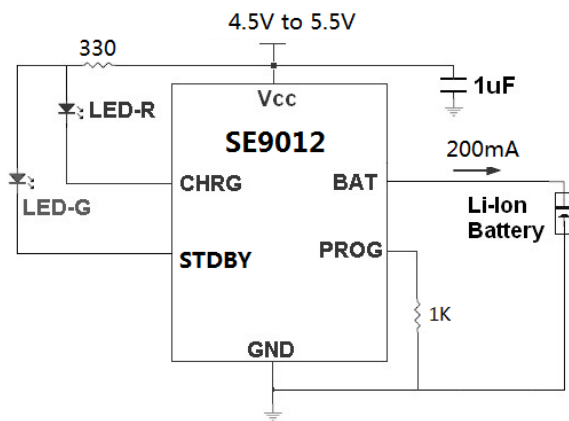 4.5V to 5.5V
330
1uF
Vcc
LED-R
SE9012
200mA
CHRG
BAT
LED-G
Li-Ion
Battery
STDBY
PROG
1K
GND